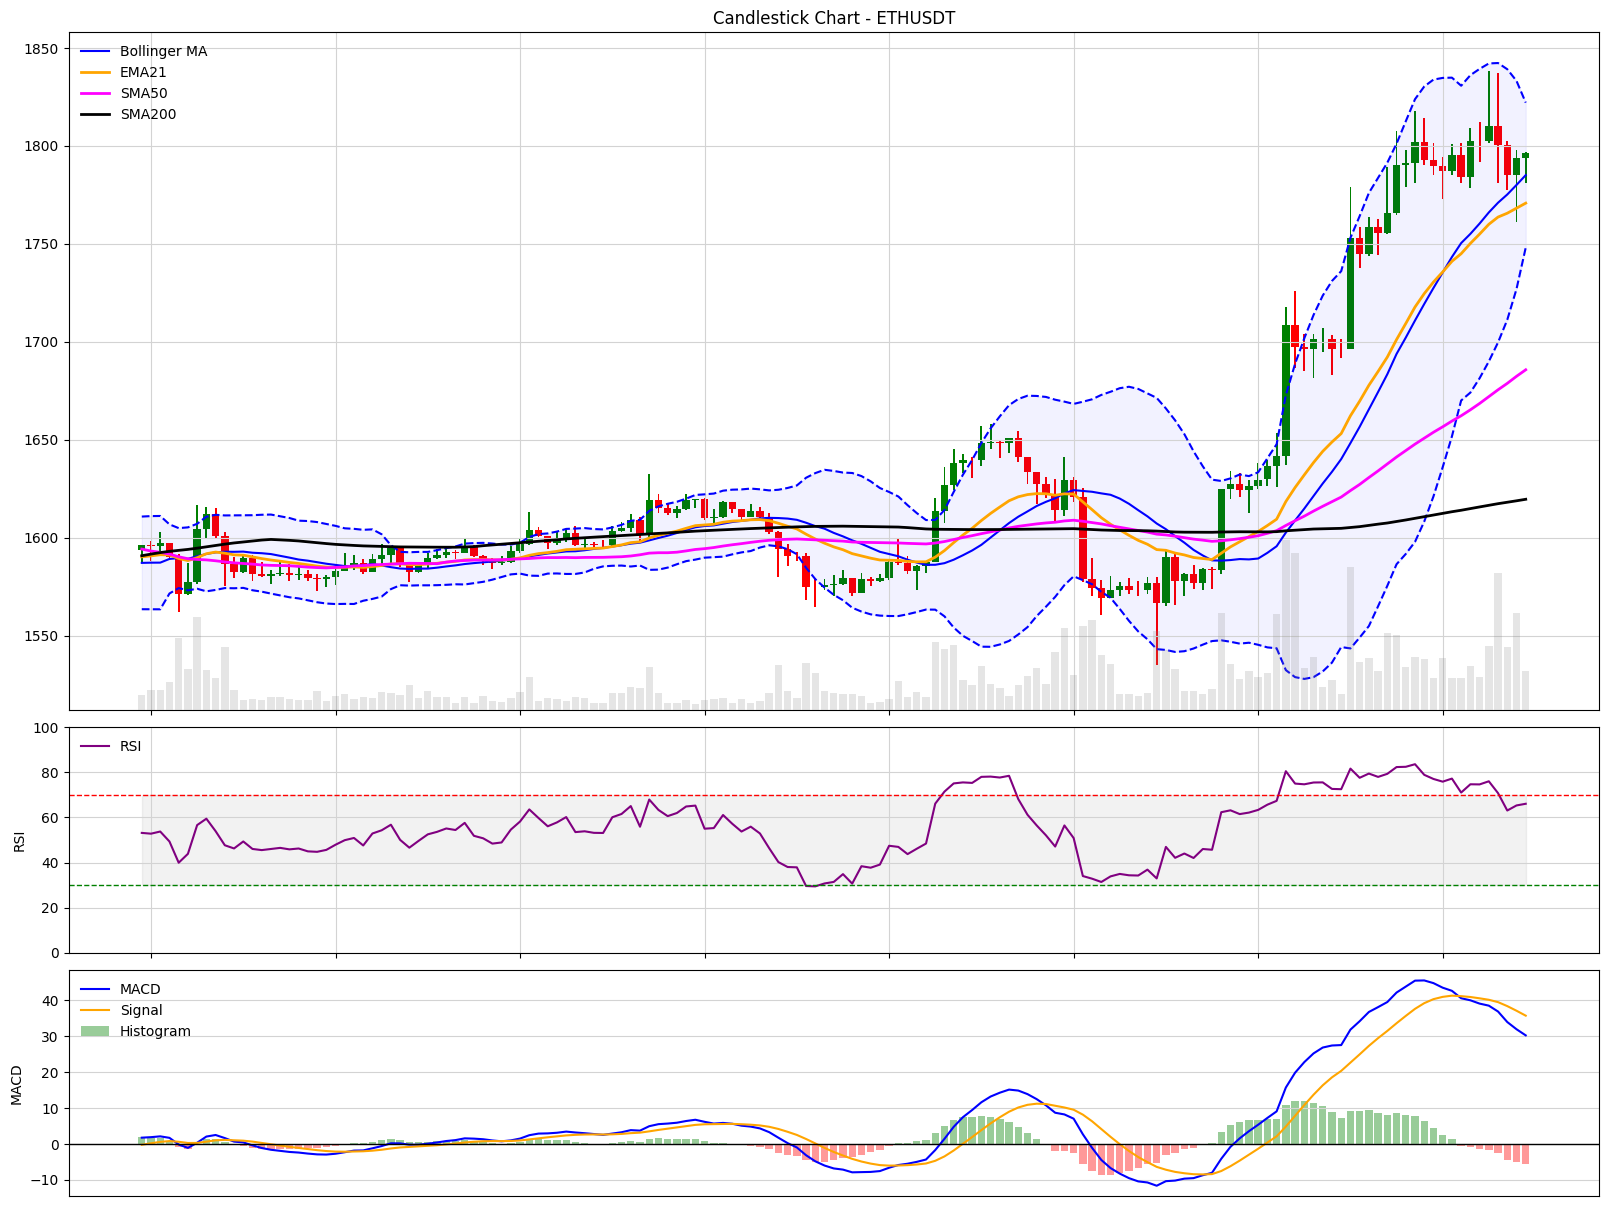 Candlestick Chart - ETHUSDT
Bollinger MA
EMA21
SMA50
SMA200
1850
1800
1750
1700
1650
1600
1550
RSI
100
80
60
40
20
0
RSI
MACD
Signal
Histogram
40
30
20
10
0
−10
MACD